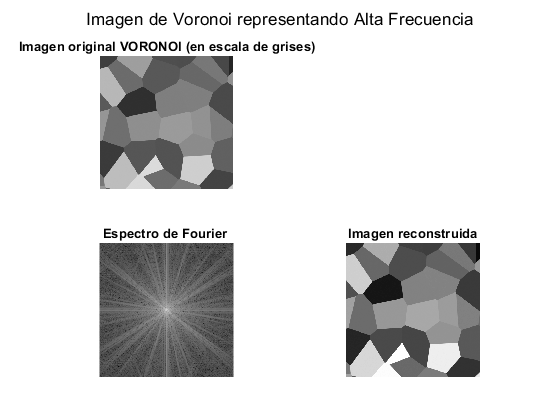 Imagen de Voronoi representando Alta Frecuencia
Imagen original VORONOI (en escala de grises)
Espectro de Fourier
Imagen reconstruida